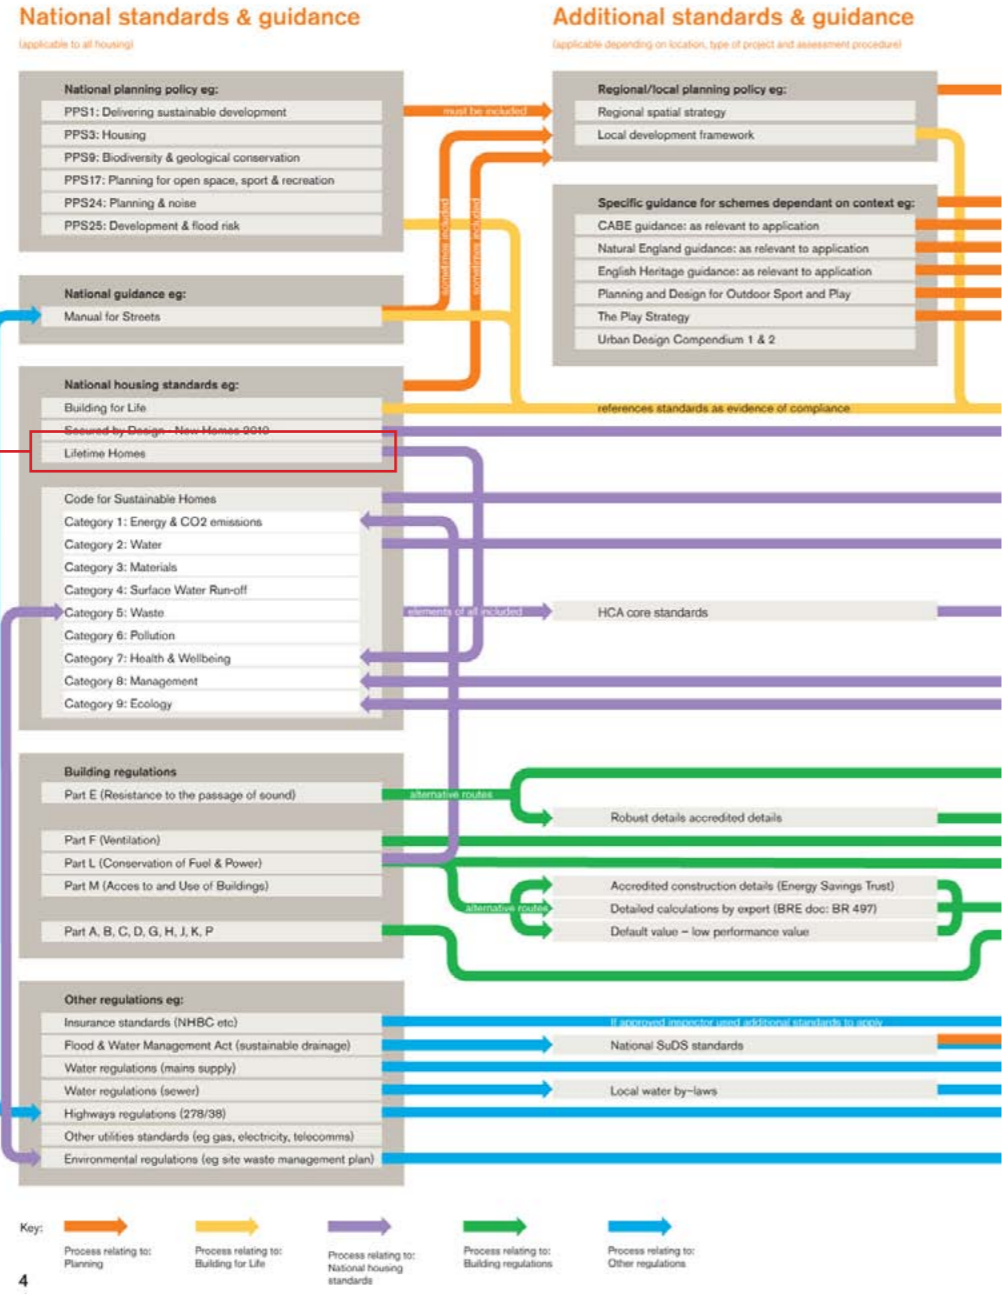 National standards & guidance
(applicable to all housing)
National planning policy eg:
PPS1: Delivering sustainable development
PPS3: Housing
PPS9: Biodiversity & geological conservation
PPS17: Planning for open space, sport & recreation
PPS24: Planning & noise
PPS25: Development & flood risk
National guidance eg:
Manual for Streets
National housing standards eg:
Building for Life
Secured by Design - New Homes 2010
Lifetime Homes
Code for Sustainable Homes
Category 1: Energy & CO2 emissions
Category 2: Water
Category 3: Materials
Category 4: Surface Water Run-off
Category 5: Waste
Category 6: Pollution
Category 7: Health & Wellbeing
Category 8: Management
Category 9: Ecology
Building regulations
Part E (Resistance to the passage of sound)
Part F (Ventilation)
Part L (Conservation of Fuel & Power)
Part M (Acces to and Use of Buildings)
Part A, B, C, D, G, H, J, K, P
Other regulations eg:
Insurance standards (NHBC etc)
Flood & Water Management Act (sustainable drainage)
Water regulations (mains supply)
Water regulations (sewer)
Highways regulations (278/38)
Other utilities standards (eg gas, electricity, telecomms)
Environmental regulations (eg site waste management plan)
must be included
sometimes included
sometimes included
elements of all included
alternative routes
alternative routes
Additional standards & guidance
(applicable depending on location, type of project and assessment procedure)
Regional/local planning policy eg:
Regional spatial strategy
Local development framework
Specific guidance for schemes dependant on context eg:
CABE guidance: as relevant to application
Natural England guidance: as relevant to application
English Heritage guidance: as relevant to application
Planning and Design for Outdoor Sport and Play
The Play Strategy
Urban Design Compendium 1 & 2
references standards as evidence of compliance
HCA core standards
Robust details accredited details
Accredited construction details (Energy Savings Trust)
Detailed calculations by expert (BRE doc: BR 497)
Default value – low performance value
If approved inspector used additional standards to apply
National SuDS standards
Local water by-laws
Key:
Process relating to:
Planning
Process relating to:
Building for Life
Process relating to:
National housing
standards
Process relating to:
Building regulations
Process relating to:
Other regulations
4